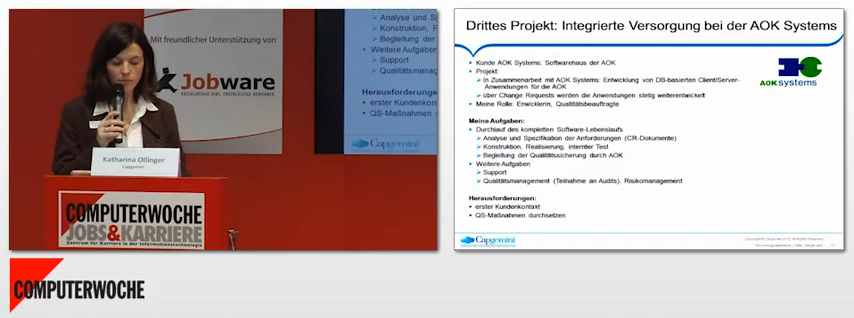 Mit freundlicher Unterstützung von
Jobware
Katharina Ollinger
Capgemini
COMPUTERWOCHE
JOBS&KARRIERE
Zentrum für Karriere in der Informationstechnologie
Analyse und Sp
Konstruktion, R
Begleitung der
Weitere Aufgaben
Support
Qualitätsmanag
Herausforderungen:
erster Kundenkontak
QS-Maßnahmen d
Capgemini
Drittes Projekt: Integrierte Versorgung bei der AOK Systems
• Kunde AOK Systems: Softwarehaus der AOK
• Projekt:
➢ in Zusammenarbeit mit AOK Systems: Entwicklung von DB-basierten Client/Server-
Anwendungen für die AOK
➢ über Change Requests werden die Anwendungen stetig weiterentwickelt
• Meine Rolle: Entwicklerin, Qualitätsbeauftragte
AOK systems
Meine Aufgaben:
• Durchlauf des kompletten Software-Lebenslaufs
➢ Analyse und Spezifikation der Anforderungen (CR-Dokumente)
➢ Konstruktion, Realisierung, interner Test
➢ Begleitung der Qualitätssicherung durch AOK
• Weitere Aufgaben
➢ Support
➢ Qualitätsmanagement (Teilnahme an Audits), Risikomanagement
Herausforderungen:
• erster Kundenkontakt
• QS-Maßnahmen durchsetzen
Capgemini
COMPUTERWOCHE